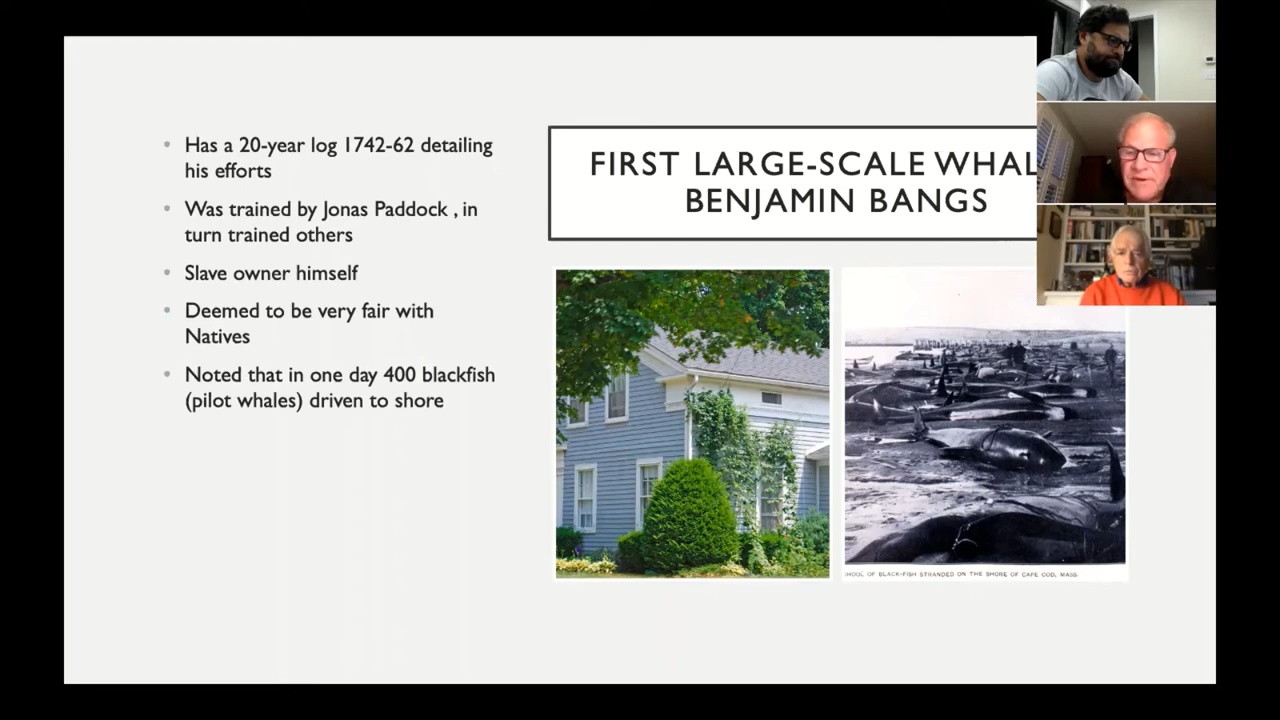 • Has a 20-year log 1742-62 detailing
his efforts
• Was trained by Jonas Paddock , in
turn trained others
• Slave owner himself
• Deemed to be very fair with
Natives
• Noted that in one day 400 blackfish
(pilot whales) driven to shore
FIRST LARGE-SCALE WHAL
BENJAMIN BANGS
HOOL OF BLACK-FISH STRANDED ON THE SHORE OF CAPE COD, MASS.